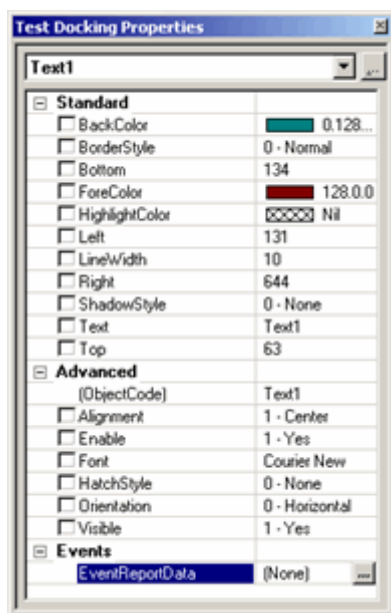 Test Docking Properties
Text1
Standard
BackColor 0.128...
BorderStyle 0 - Normal
Bottom 134
ForeColor 128.0.0
HighlightColor Nil
Left 131
LineWidth 10
Right 644
ShadowStyle 0 - None
Text Text1
Top 63
Advanced
(ObjectCode) Text1
Alignment 1 - Center
Enable 1 - Yes
Font Courier New
HatchStyle 0 - None
Orientation 0 - Horizontal
Visible 1 - Yes
Events
EventReportData (None) ...